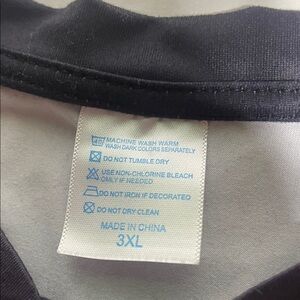 MACHINE WASH WARM
WASH DARK COLORS SEPARATELY
DO NOT TUMBLE DRY
USE NON-CHLORINE BLEACH
ONLY IF NEEDED
DO NOT IRON IF DECORATED
DO NOT DRY CLEAN
MADE IN CHINA
3XL